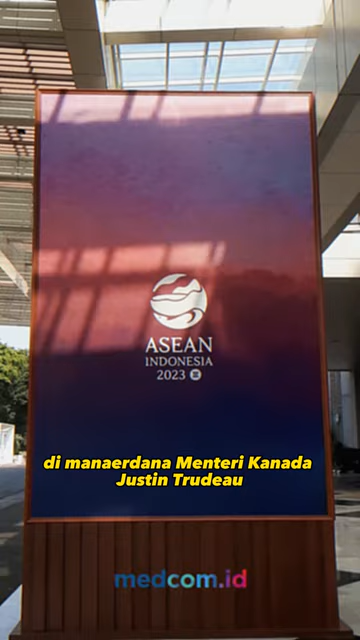 ASEAN
INDONESIA
2023
di manaerdana Menteri Kanada
Justin Trudeau
medcom.id